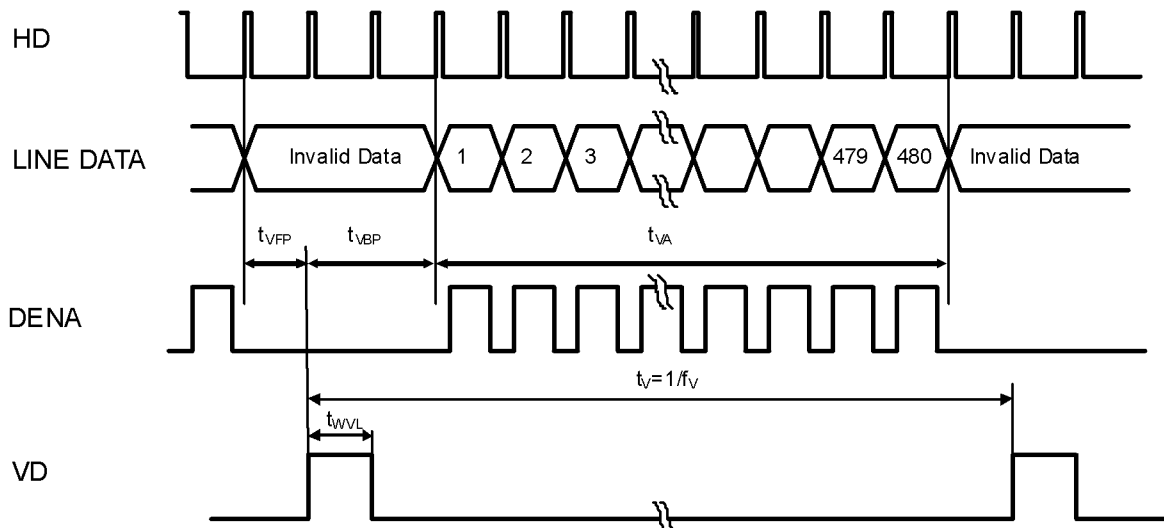 HD
LINE DATA
Invalid Data 1 2 3 479 480 Invalid Data
tVFP tVBP tVA
DENA
tV=1/fV
tWVL
VD